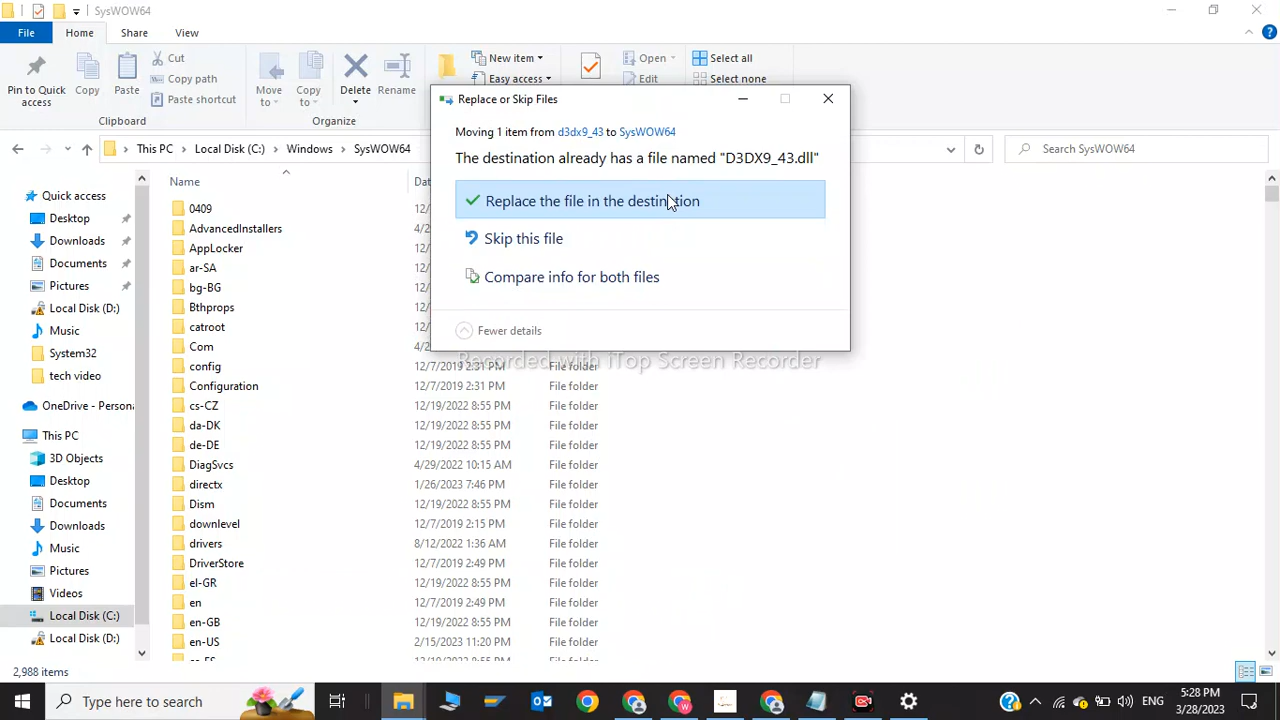 SysWOW64
File Home Share View
Pin to Quick access
Copy
Paste
Cut
Copy path
Paste shortcut
Clipboard
Move to
Copy to
Delete
Rename
Organize
New item
Easy access
Open
Edit
Select all
Select none
This PC Local Disk (C:) Windows SysWOW64
Search SysWOW64
Replace or Skip Files
Moving 1 item from d3dx9_43 to SysWOW64
The destination already has a file named "D3DX9_43.dll"
Replace the file in the destination
Skip this file
Compare info for both files
Fewer details
Recorded with iTop Screen Recorder
Quick access
Desktop
Downloads
Documents
Pictures
Local Disk (D:)
Music
System32
tech video
OneDrive - Persona
This PC
3D Objects
Desktop
Documents
Downloads
Music
Pictures
Videos
Local Disk (C:)
Local Disk (D:)
Name Dat
0409 12/
AdvancedInstallers 4/2
AppLocker 12/
ar-SA 12/
bg-BG 12/
Bthprops 12/
catroot 12/
Com 12/
config 12/7/2019 2:31 PM File folder
Configuration 12/7/2019 2:31 PM File folder
cs-CZ 12/19/2022 8:55 PM File folder
da-DK 12/19/2022 8:55 PM File folder
de-DE 12/19/2022 8:55 PM File folder
DiagSvcs 4/29/2022 10:15 AM File folder
directx 1/26/2023 7:46 PM File folder
Dism 12/19/2022 8:55 PM File folder
downlevel 12/7/2019 2:15 PM File folder
drivers 8/12/2022 1:36 AM File folder
DriverStore 12/7/2019 2:49 PM File folder
el-GR 12/19/2022 8:55 PM File folder
en 12/7/2019 2:49 PM File folder
en-GB 12/19/2022 8:55 PM File folder
en-US 2/15/2023 11:20 PM File folder
2,988 items
Type here to search
ENG
5:28 PM
3/28/2023